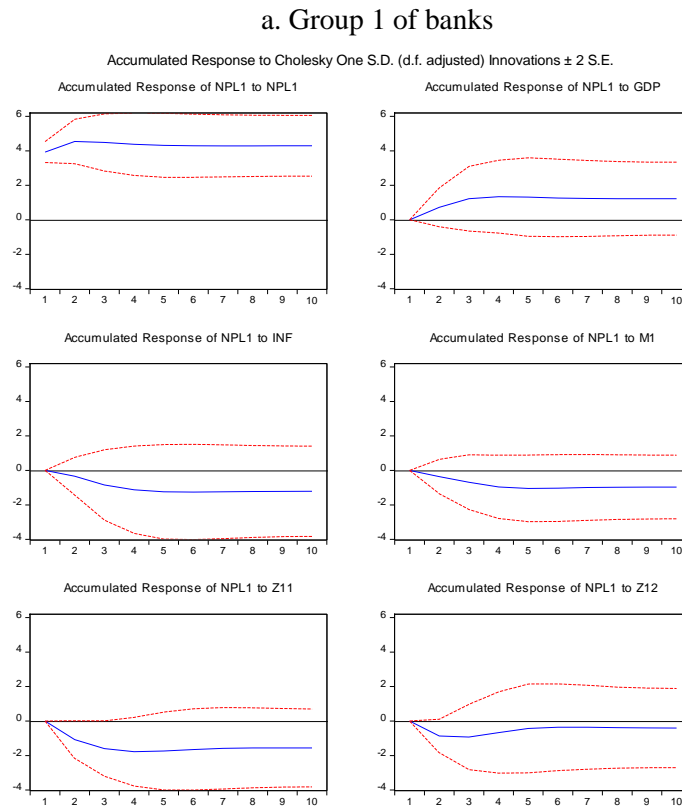 a. Group 1 of banks
Accumulated Response to Cholesky One S.D. (d.f. adjusted) Innovations ± 2 S.E.
Accumulated Response of NPL1 to NPL1
6
4
2
0
-2
-4
1 2 3 4 5 6 7 8 9 10
Accumulated Response of NPL1 to GDP
6
4
2
0
-2
-4
1 2 3 4 5 6 7 8 9 10
Accumulated Response of NPL1 to INF
6
4
2
0
-2
-4
1 2 3 4 5 6 7 8 9 10
Accumulated Response of NPL1 to M1
6
4
2
0
-2
-4
1 2 3 4 5 6 7 8 9 10
Accumulated Response of NPL1 to Z11
6
4
2
0
-2
-4
1 2 3 4 5 6 7 8 9 10
Accumulated Response of NPL1 to Z12
6
4
2
0
-2
-4
1 2 3 4 5 6 7 8 9 10